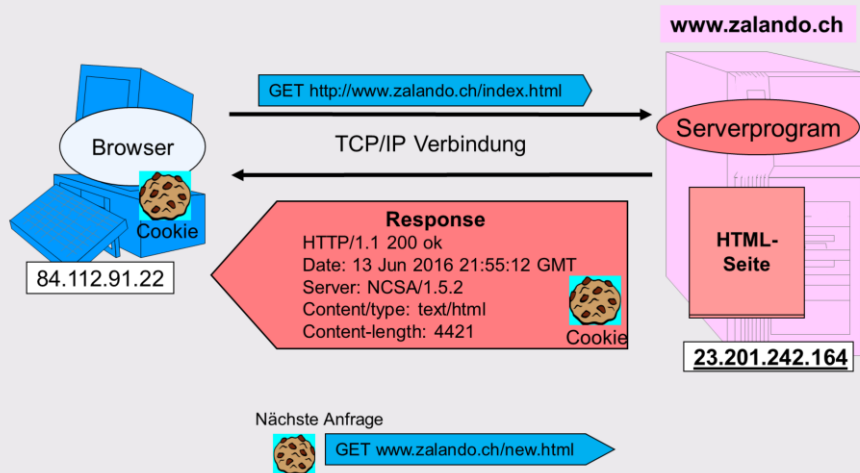 www.zalando.ch
GET http://www.zalando.ch/index.html
Browser
TCP/IP Verbindung
Serverprogram
Cookie
84.112.91.22
Response
HTTP/1.1 200 ok
Date: 13 Jun 2016 21:55:12 GMT
Server: NCSA/1.5.2
Content/type: text/html
Content-length: 4421
Cookie
HTML-
Seite
23.201.242.164
Nächste Anfrage
GET www.zalando.ch/new.html